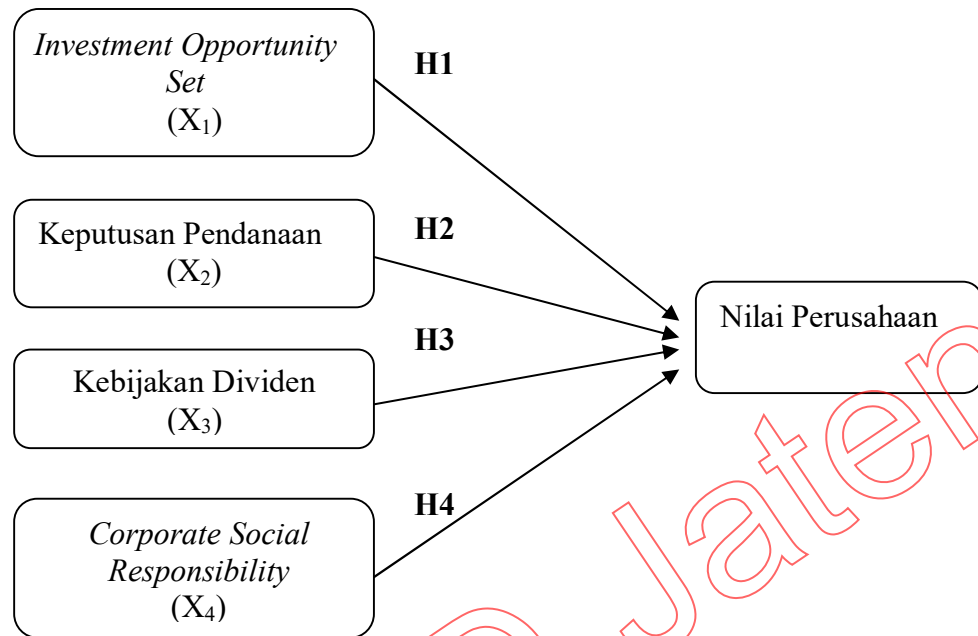 Investment Opportunity
Set
(X₁)
H1
Keputusan Pendanaan
(X₂)
H2
Kebijakan Dividen
(X₃)
H3
Corporate Social
Responsibility
(X₄)
H4
Nilai Perusahaan
Jaten